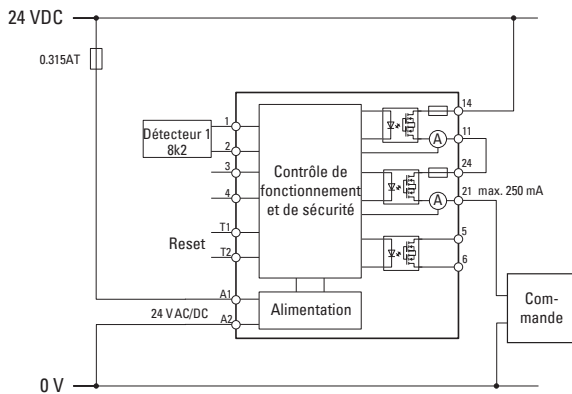 24 VDC
0.315AT
Détecteur 1
8k2
1
2
3
4
Reset
T1
T2
24 V AC/DC
A1
A2
Contrôle de
fonctionnement
et de sécurité
Alimentation
14
A
11
24
A
21 max. 250 mA
5
6
Com-
mande
0 V